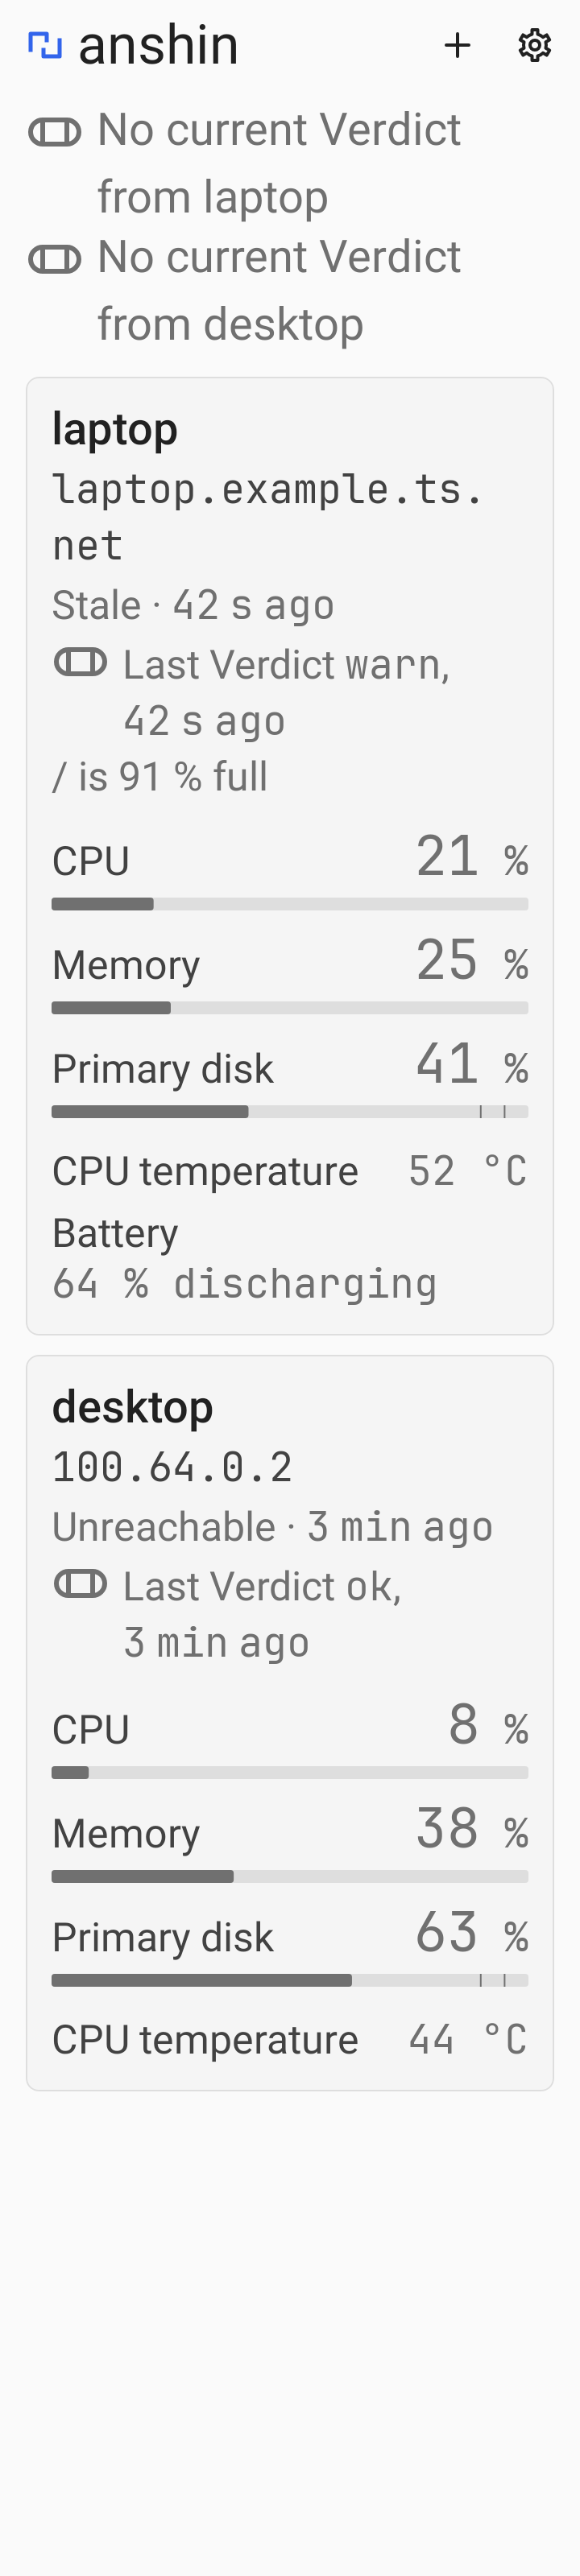 anshin
No current Verdict
from laptop
No current Verdict
from desktop
laptop
laptop.example.ts.
net
Stale · 42 s ago
Last Verdict warn,
42 s ago
/ is 91 % full
CPU 21 %
Memory 25 %
Primary disk 41 %
CPU temperature 52 °C
Battery
64 % discharging
desktop
100.64.0.2
Unreachable · 3 min ago
Last Verdict ok,
3 min ago
CPU 8 %
Memory 38 %
Primary disk 63 %
CPU temperature 44 °C